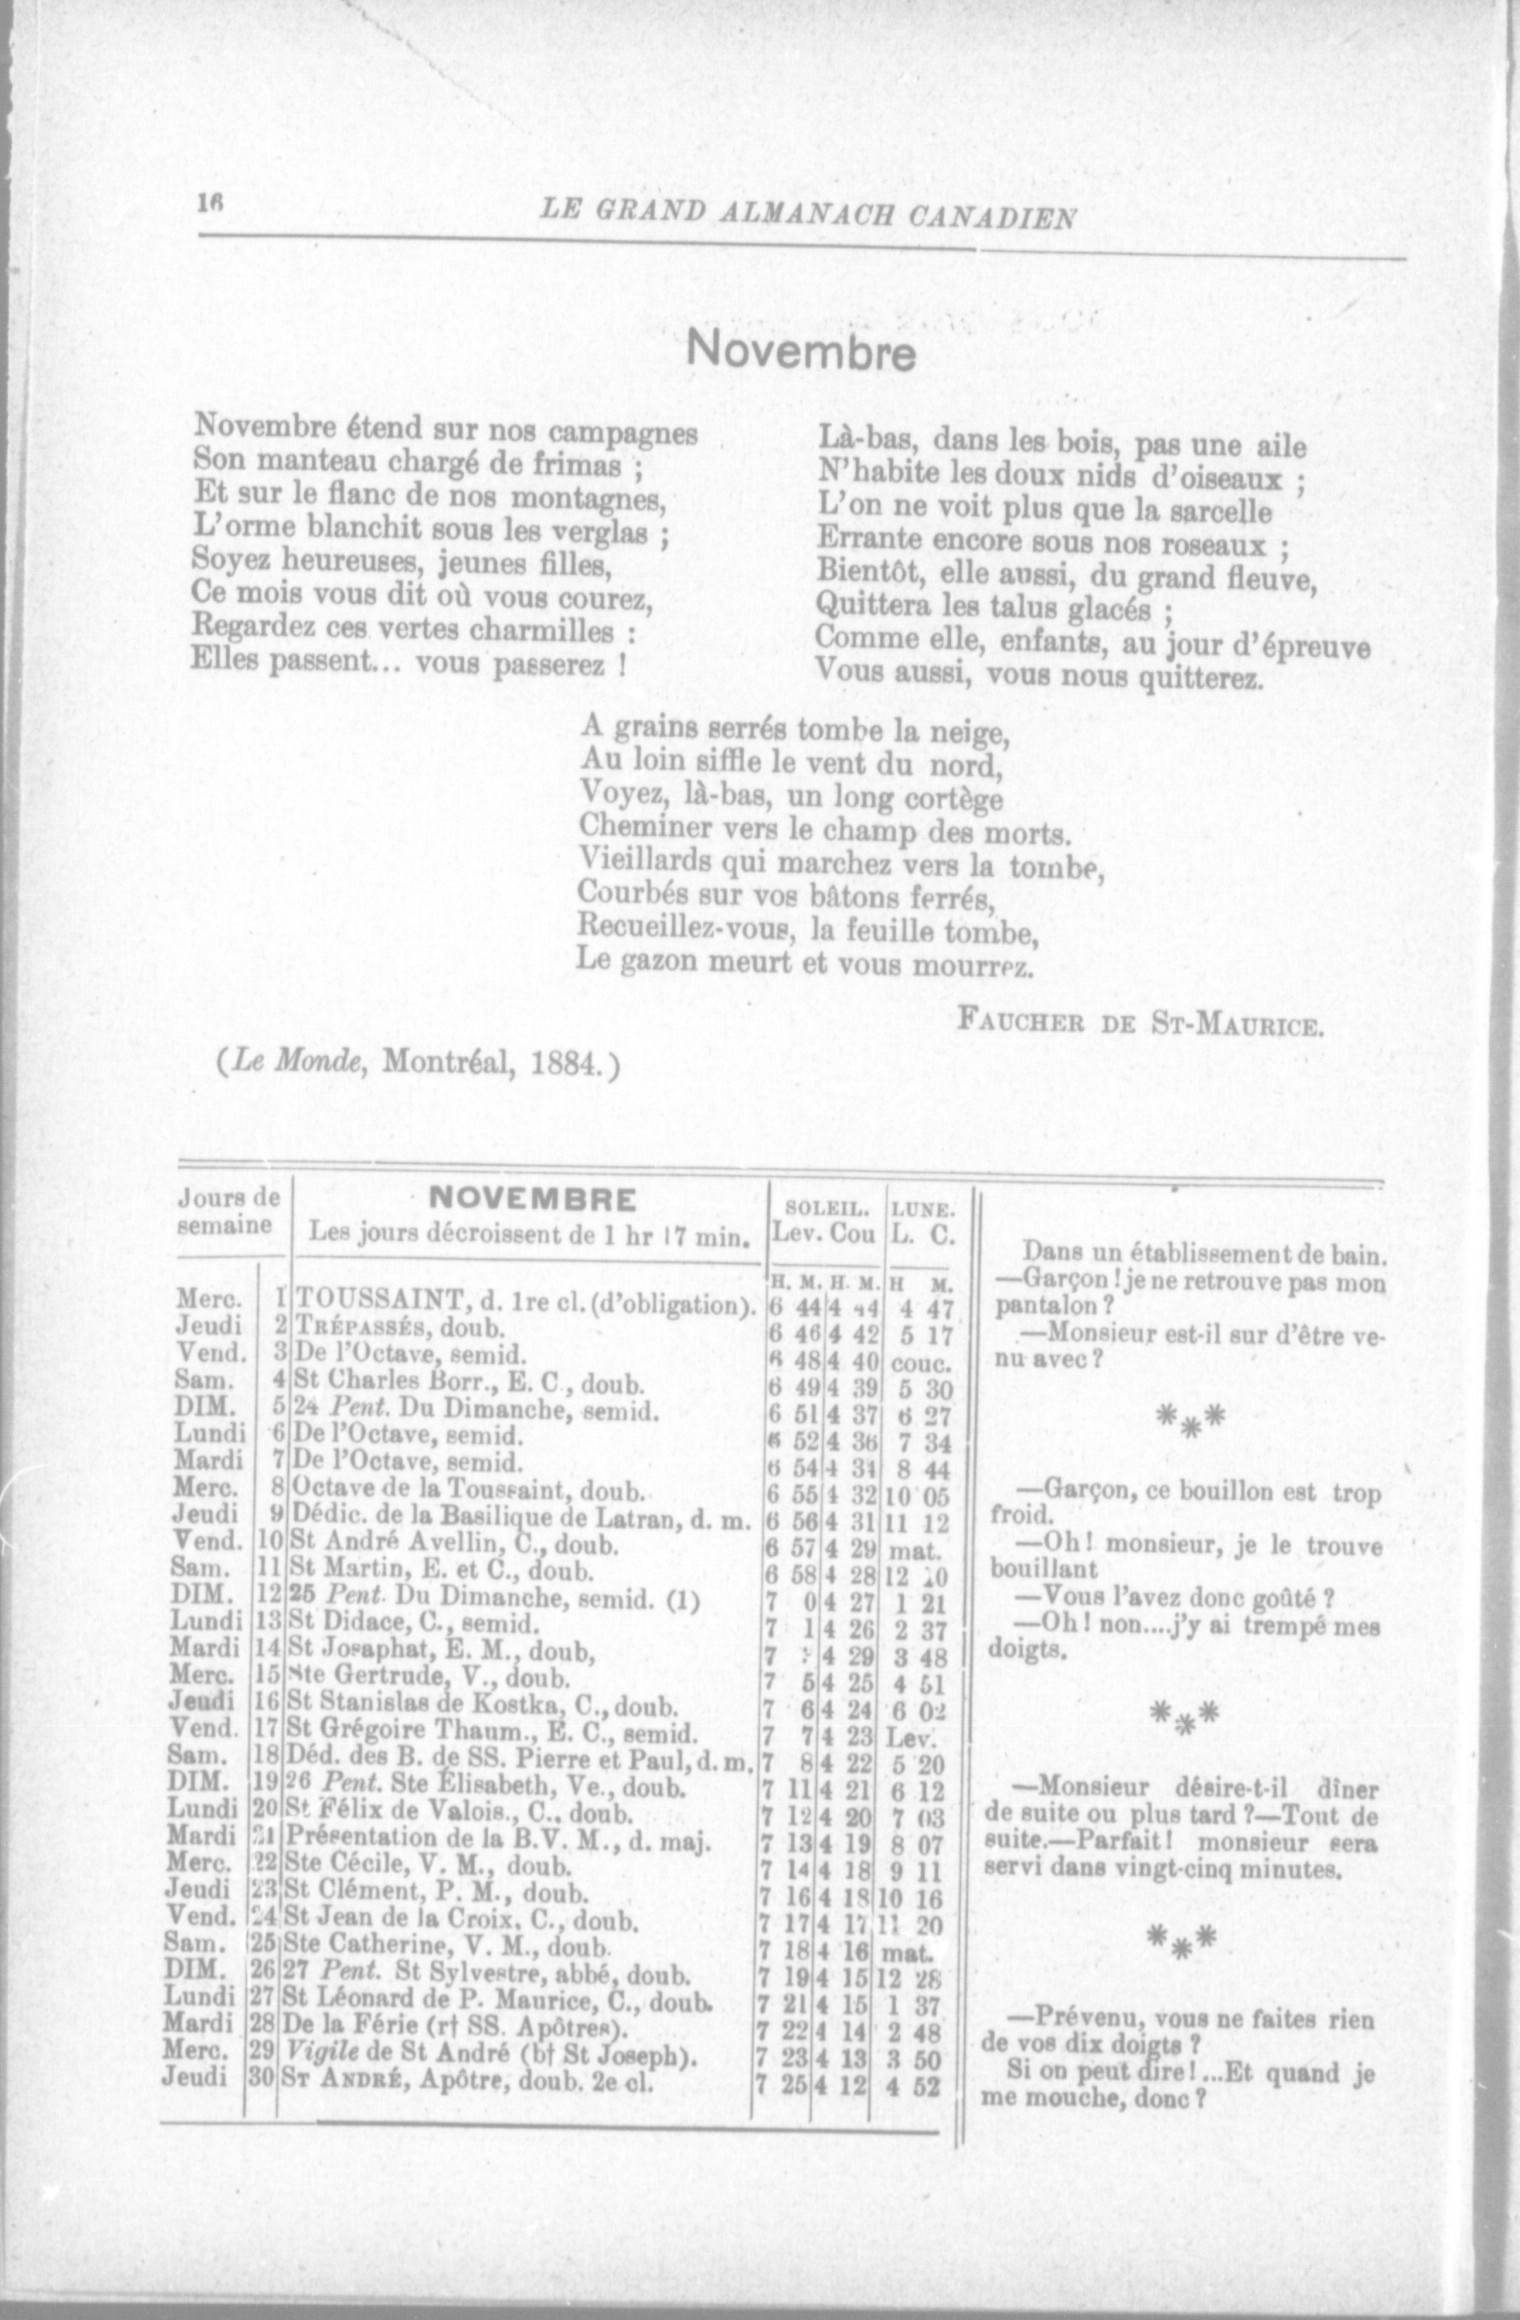 16
LE GRAND ALMANACH CANADIEN
Novembre
Novembre étend sur nos campagnes
Son manteau chargé de frimas ;
Et sur le flanc de nos montagnes,
L'orme blanchit sous les verglas ;
Soyez heureuses, jeunes filles,
Ce mois vous dit où vous courez,
Regardez ces vertes charmilles :
Elles passent... vous passerez !
Là-bas, dans les bois, pas une aile
N'habite les doux nids d'oiseaux ;
L'on ne voit plus que la sarcelle
Errante encore sous nos roseaux ;
Bientôt, elle aussi, du grand fleuve,
Quittera les talus glacés ;
Comme elle, enfants, au jour d'épreuve
Vous aussi, vous nous quitterez.
A grains serrés tombe la neige,
Au loin siffle le vent du nord,
Voyez, là-bas, un long cortège
Cheminer vers le champ des morts.
Vieillards qui marchez vers la tombe,
Courbés sur vos bâtons ferrés,
Recueillez-vous, la feuille tombe,
Le gazon meurt et vous mourrez.
FAUCHER DE ST-MAURICE.
(Le Monde, Montréal, 1884.)
Jours de semaine NOVEMBRE SOLEIL. LUNE.
Les jours décroissent de 1 hr 17 min. Lev. Cou L. C.
H. M. H. M. H M.
Merc. 1 TOUSSAINT, d. 1re cl. (d'obligation). 6 44 4 44 4 47
Jeudi 2 TRÉPASSÉS, doub. 6 46 4 42 5 17
Vend. 3 De l'Octave, semid. 6 48 4 40 couc.
Sam. 4 St Charles Borr., E. C., doub. 6 49 4 39 5 30
DIM. 5 24 Pent. Du Dimanche, semid. 6 51 4 37 6 27
Lundi 6 De l'Octave, semid. 6 52 4 36 7 34
Mardi 7 De l'Octave, semid. 6 54 4 34 8 44
Merc. 8 Octave de la Toussaint, doub. 6 55 4 32 10 05
Jeudi 9 Dédic. de la Basilique de Latran, d. m. 6 56 4 31 11 12
Vend. 10 St André Avellin, C., doub. 6 57 4 29 mat.
Sam. 11 St Martin, E. et C., doub. 6 58 4 28 12
DIM. 12 25 Pent. Du Dimanche, semid. (1) 7 0 4 27 1 21
Lundi 13 St Didace, C., semid. 7 1 4 26 2 37
Mardi 14 St Josaphat, E. M., doub, 7 4 29 3 48
Merc. 15 Ste Gertrude, V., doub. 7 5 4 25 4 51
Jeudi 16 St Stanislas de Kostka, C., doub. 7 6 4 24 6 02
Vend. 17 St Grégoire Thaum., E. C., semid. 7 7 4 23 Lev.
Sam. 18 Déd. des B. de SS. Pierre et Paul, d. m. 7 8 4 22 5 20
DIM. 19 26 Pent. Ste Élisabeth, Ve., doub. 7 11 4 21 6 12
Lundi 20 St Félix de Valois., C., doub. 7 12 4 20 7 03
Mardi 21 Présentation de la B.V. M., d. maj. 7 13 4 19 8 07
Merc. 22 Ste Cécile, V. M., doub. 7 14 4 18 9 11
Jeudi 23 St Clément, P. M., doub. 7 16 4 18 10 16
Vend. 24 St Jean de la Croix, C., doub. 7 17 4 17 11 20
Sam. 25 Ste Catherine, V. M., doub. 7 18 4 16 mat.
DIM. 26 27 Pent. St Sylvestre, abbé, doub. 7 19 4 15 12 28
Lundi 27 St Léonard de P. Maurice, C., doub. 7 21 4 15 1 37
Mardi 28 De la Férie (r† SS. Apôtres). 7 22 4 14 2 48
Merc. 29 Vigile de St André (b† St Joseph). 7 23 4 13 3 50
Jeudi 30 ST ANDRÉ, Apôtre, doub. 2e cl. 7 25 4 12 4 52
Dans un établissement de bain.
—Garçon ! je ne retrouve pas mon
pantalon ?
—Monsieur est-il sur d'être ve-
nu avec ?
***
—Garçon, ce bouillon est trop
froid.
—Oh ! monsieur, je le trouve
bouillant
—Vous l'avez donc goûté ?
—Oh ! non....j'y ai trempé mes
doigts.
***
—Monsieur désire-t-il dîner
de suite ou plus tard ?—Tout de
suite.—Parfait ! monsieur sera
servi dans vingt-cinq minutes.
***
—Prévenu, vous ne faites rien
de vos dix doigts ?
Si on peut dire !...Et quand je
me mouche, donc ?